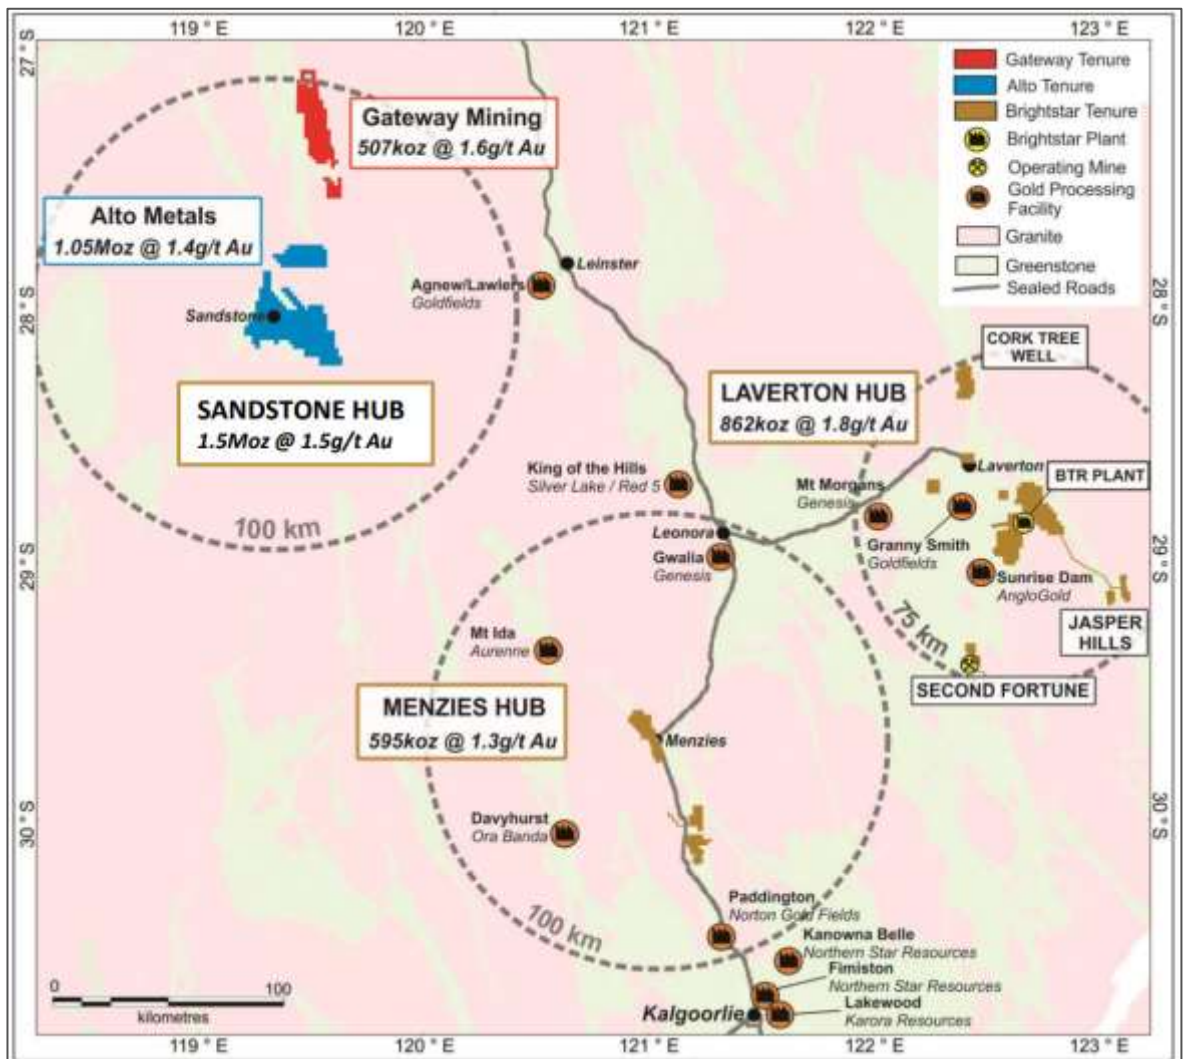 119 ° E
120 ° E
121 ° E
122 ° E
123 ° E
27° S
Gateway Tenure
Alto Tenure
Brightstar Tenure
Brightstar Plant
Operating Mine
Gold Processing
Facility
Granite
Greenstone
Sealed Roads
Gateway Mining
507koz @ 1.6g/t Au
Alto Metals
1.05Moz @ 1.4g/t Au
Leinster
Agnew/Lawlers
Goldfields
Sandstone
28° S
28° S
CORK TREE
WELL
SANDSTONE HUB
1.5Moz @ 1.5g/t Au
LAVERTON HUB
862koz @ 1.8g/t Au
100 km
King of the Hills
Silver Lake / Red 5
Laverton
BTR PLANT
Mt Morgans
Genesis
Leonora
Gwalia
Genesis
Granny Smith
Goldfields
29° S
29° S
Sunrise Dam
AngloGold
75 km
JASPER
HILLS
Mt Ida
Aurenne
SECOND FORTUNE
MENZIES HUB
595koz @ 1.3g/t Au
Menzies
30° S
30° S
Davyhurst
Ora Banda
100 km
Paddington
Norton Gold Fields
Kanowna Belle
Northern Star Resources
Fimiston
Northern Star Resources
Lakewood
Karora Resources
Kalgoorlie
0
100
kilometres
119 ° E
120 ° E
121 ° E
122 ° E
123 ° E